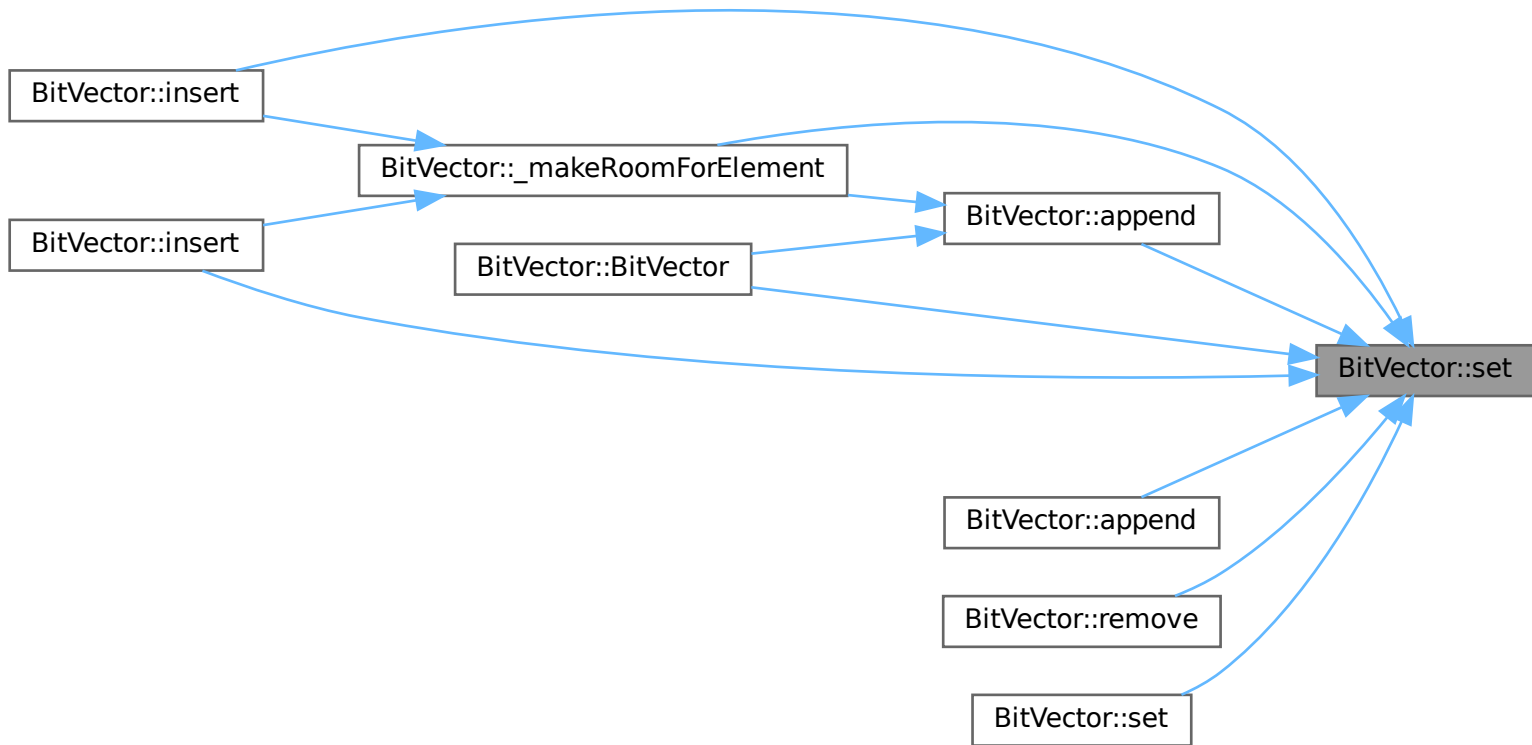 BitVector::insert
BitVector::_makeRoomForElement
BitVector::append
BitVector::insert
BitVector::BitVector
BitVector::set
BitVector::append
BitVector::remove
BitVector::set